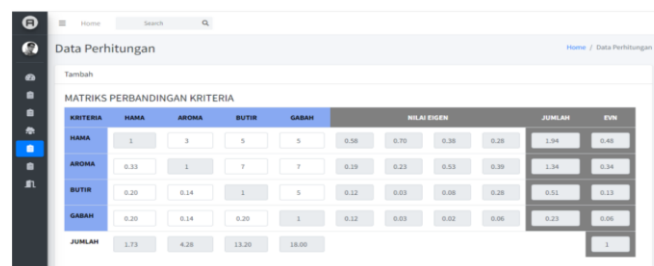 Home Search
Data Perhitungan
Home / Data Perhitungan
Tambah
MATRIKS PERBANDINGAN KRITERIA
KRITERIA HAMA AROMA BUTIR GABAH NILAI EIGEN JUMLAH EVN
HAMA 1 3 5 5 0.58 0.70 0.38 0.28 1.94 0.48
AROMA 0.33 1 7 7 0.19 0.23 0.53 0.39 1.34 0.34
BUTIR 0.20 0.14 1 5 0.12 0.03 0.08 0.28 0.51 0.13
GABAH 0.20 0.14 0.20 1 0.12 0.03 0.02 0.06 0.23 0.06
JUMLAH 1.73 4.28 13.20 18.00 1